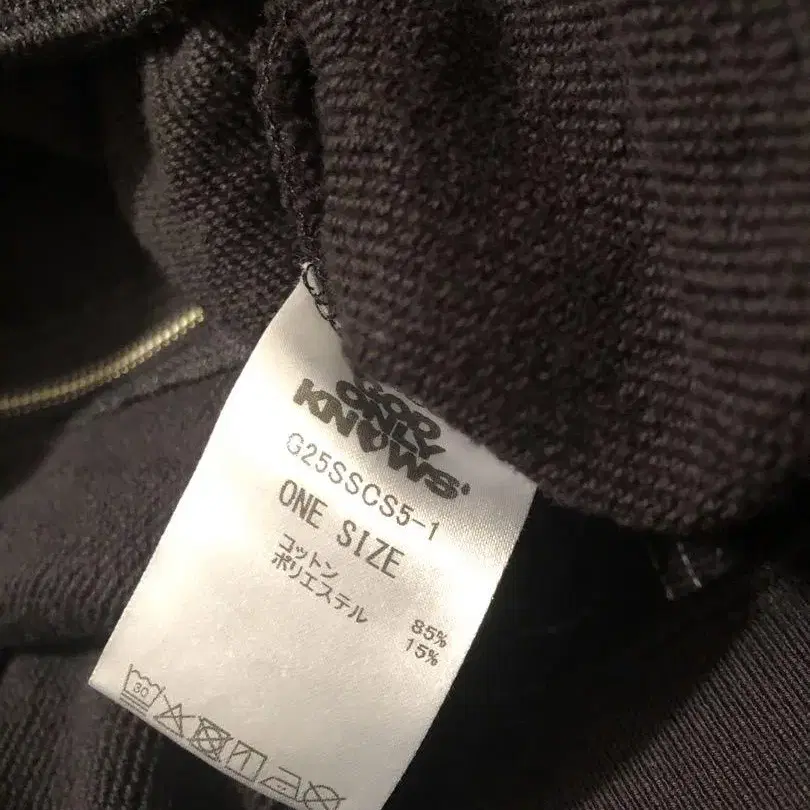 GOD
ONLY
KNOWS
G25SSCS5-1
ONE SIZE
コットン 85%
ポリエステル 15%
30